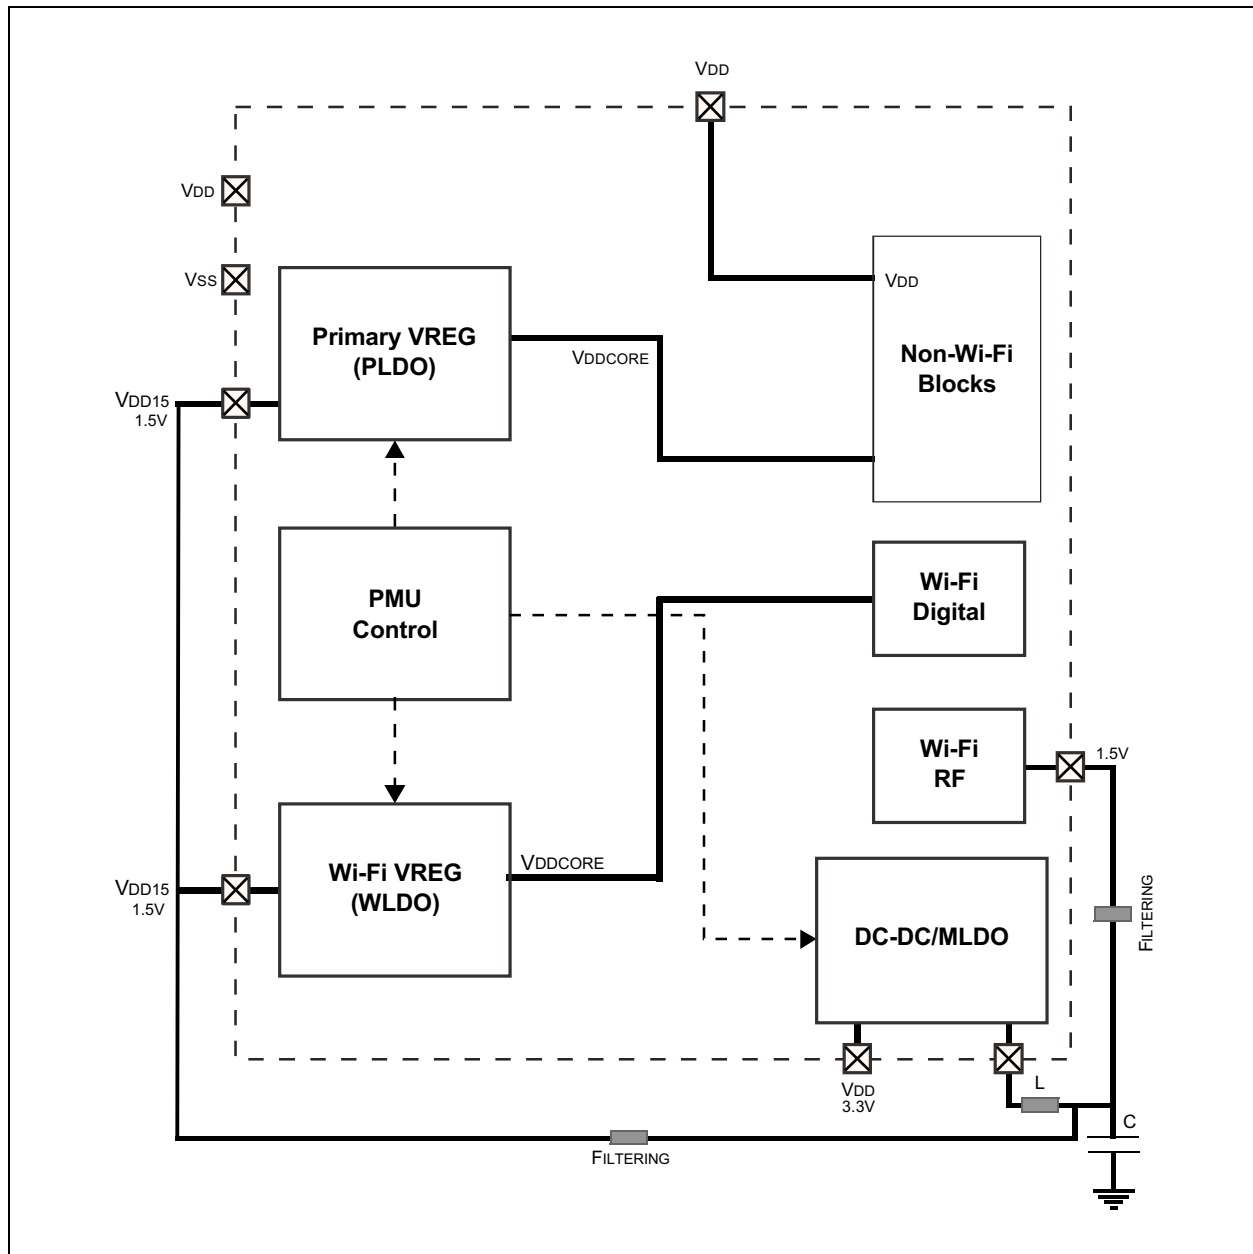 VDD
VDD
VSS
VDD
Primary VREG
(PLDO)
VDDCORE
Non-Wi-Fi
Blocks
VDD15
1.5V
PMU
Control
Wi-Fi
Digital
Wi-Fi
RF
1.5V
Wi-Fi VREG
(WLDO)
VDDCORE
VDD15
1.5V
DC-DC/MLDO
FILTERING
VDD
3.3V
L
C
FILTERING